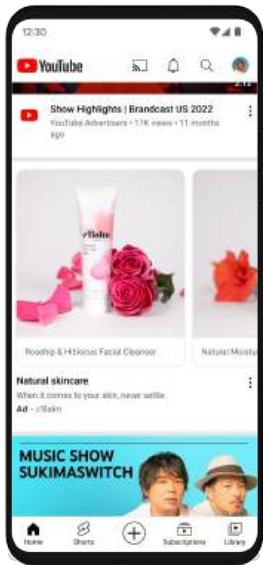 12:30
YouTube
2:12
Show Highlights | Brandcast US 2022
YouTube Advertisers • 17K views • 11 months
ago
e'Balm
Rosehip & Hibiscus Facial Cleanser
Natural Moistu
Natural skincare
When it comes to your skin, never settle
Ad - c'Balm
MUSIC SHOW
SUKIMASWITCH
Home
Shorts
Subscriptions
Library